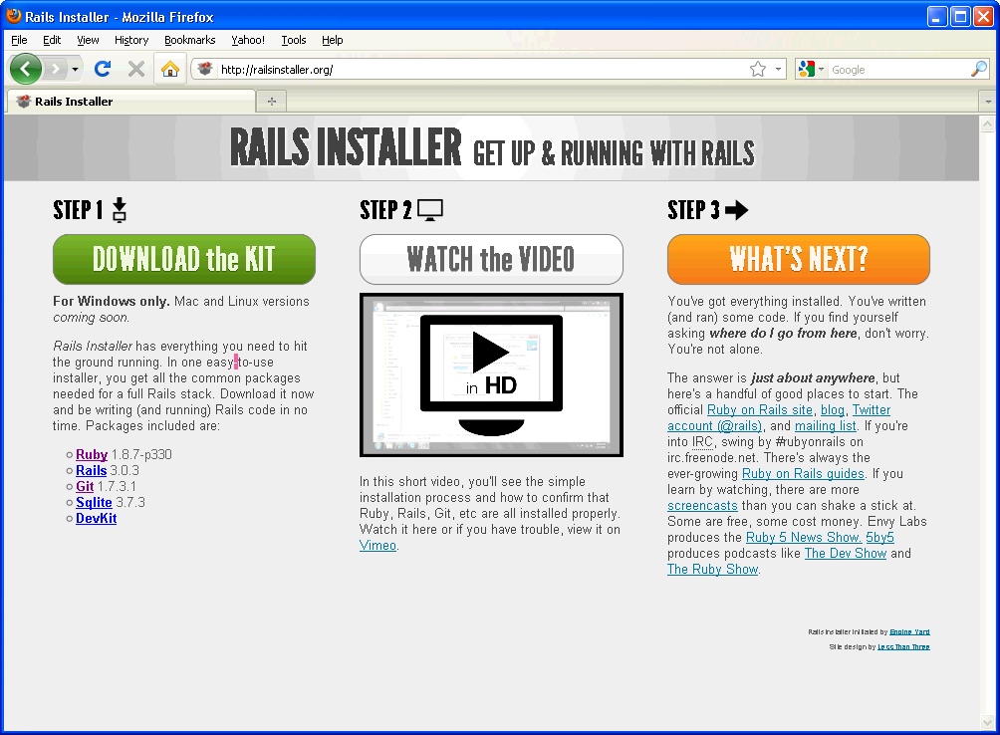 Rails Installer - Mozilla Firefox
File Edit View History Bookmarks Yahoo! Tools Help
http://railsinstaller.org/
Google
Rails Installer
RAILS INSTALLER GET UP & RUNNING WITH RAILS
STEP 1
DOWNLOAD the KIT
For Windows only. Mac and Linux versions
coming soon.
Rails Installer has everything you need to hit
the ground running. In one easy-to-use
installer, you get all the common packages
needed for a full Rails stack. Download it now
and be writing (and running) Rails code in no
time. Packages included are:
Ruby 1.8.7-p330
Rails 3.0.3
Git 1.7.3.1
Sqlite 3.7.3
DevKit
STEP 2
WATCH the VIDEO
in HD
In this short video, you'll see the simple
installation process and how to confirm that
Ruby, Rails, Git, etc are all installed properly.
Watch it here or if you have trouble, view it on
Vimeo.
STEP 3
WHAT'S NEXT?
You've got everything installed. You've written
(and ran) some code. If you find yourself
asking where do I go from here, don't worry.
You're not alone.
The answer is just about anywhere, but
here's a handful of good places to start. The
official Ruby on Rails site, blog, Twitter
account (@rails), and mailing list. If you're
into IRC, swing by #rubyonrails on
irc.freenode.net. There's always the
ever-growing Ruby on Rails guides. If you
learn by watching, there are more
screencasts than you can shake a stick at.
Some are free, some cost money. Envy Labs
produces the Ruby 5 News Show. 5by5
produces podcasts like The Dev Show and
The Ruby Show.
Rails Installer initiated by Engine Yard
Site design by Less Than Three